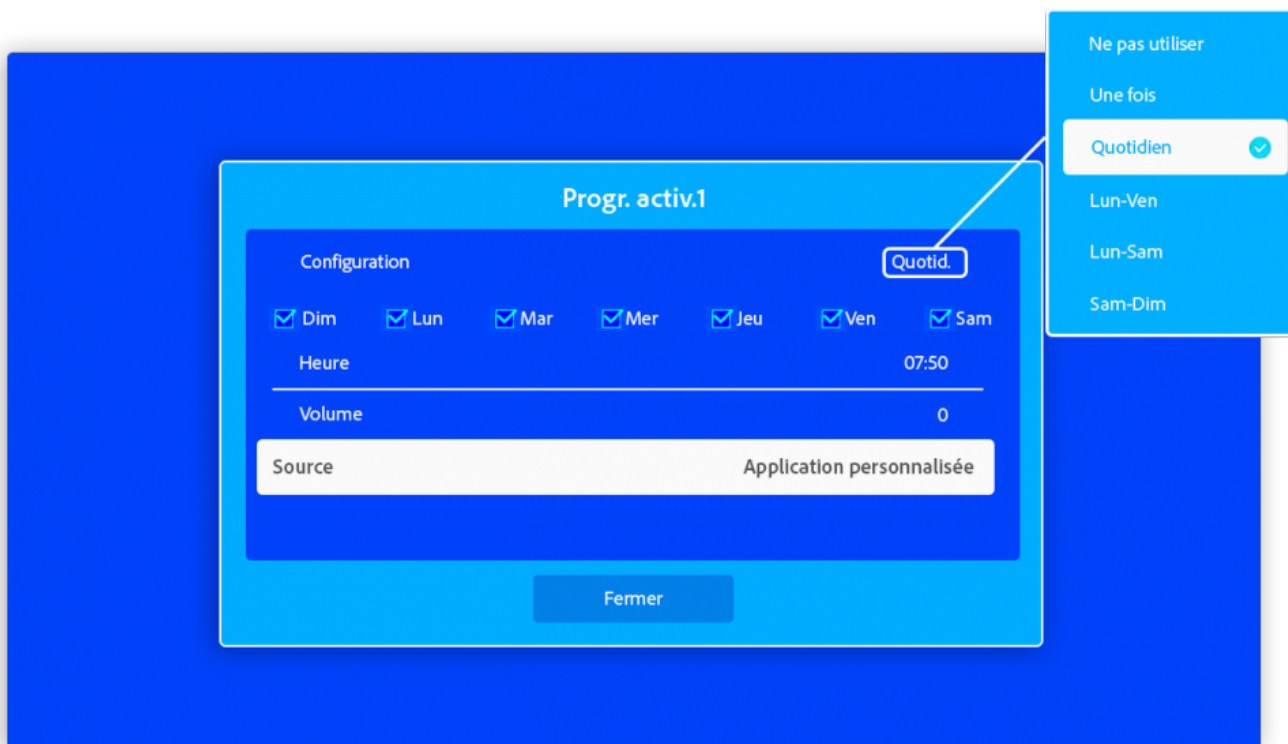 Ne pas utiliser
Une fois
Quotidien
Lun-Ven
Lun-Sam
Sam-Dim
Progr. activ.1
Configuration Quotid.
Dim Lun Mar Mer Jeu Ven Sam
Heure 07:50
Volume 0
Source Application personnalisée
Fermer